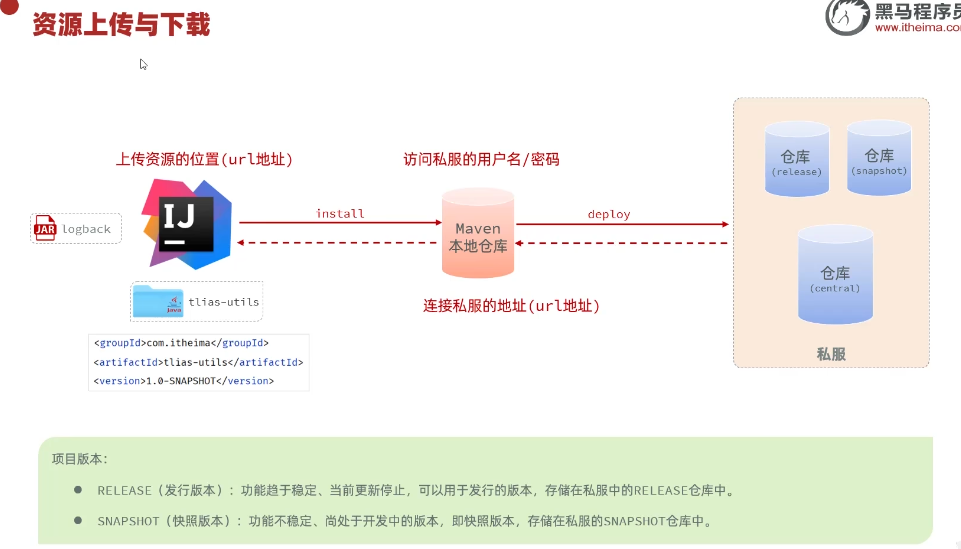 资源上传与下载
黑马程序员
www.itheima.com
上传资源的位置(url地址)
访问私服的用户名/密码
仓库
(release)
仓库
(snapshot)
IJ
JAR logback
install
Maven
本地仓库
deploy
仓库
(central)
Java
tlias-utils
连接私服的地址(url地址)
<groupId>com.itheima</groupId>
<artifactId>tlias-utils</artifactId>
<version>1.0-SNAPSHOT</version>
私服
项目版本：
RELEASE（发行版本）：功能趋于稳定、当前更新停止，可以用于发行的版本，存储在私服中的RELEASE仓库中。
SNAPSHOT（快照版本）：功能不稳定、尚处于开发中的版本，即快照版本，存储在私服的SNAPSHOT仓库中。